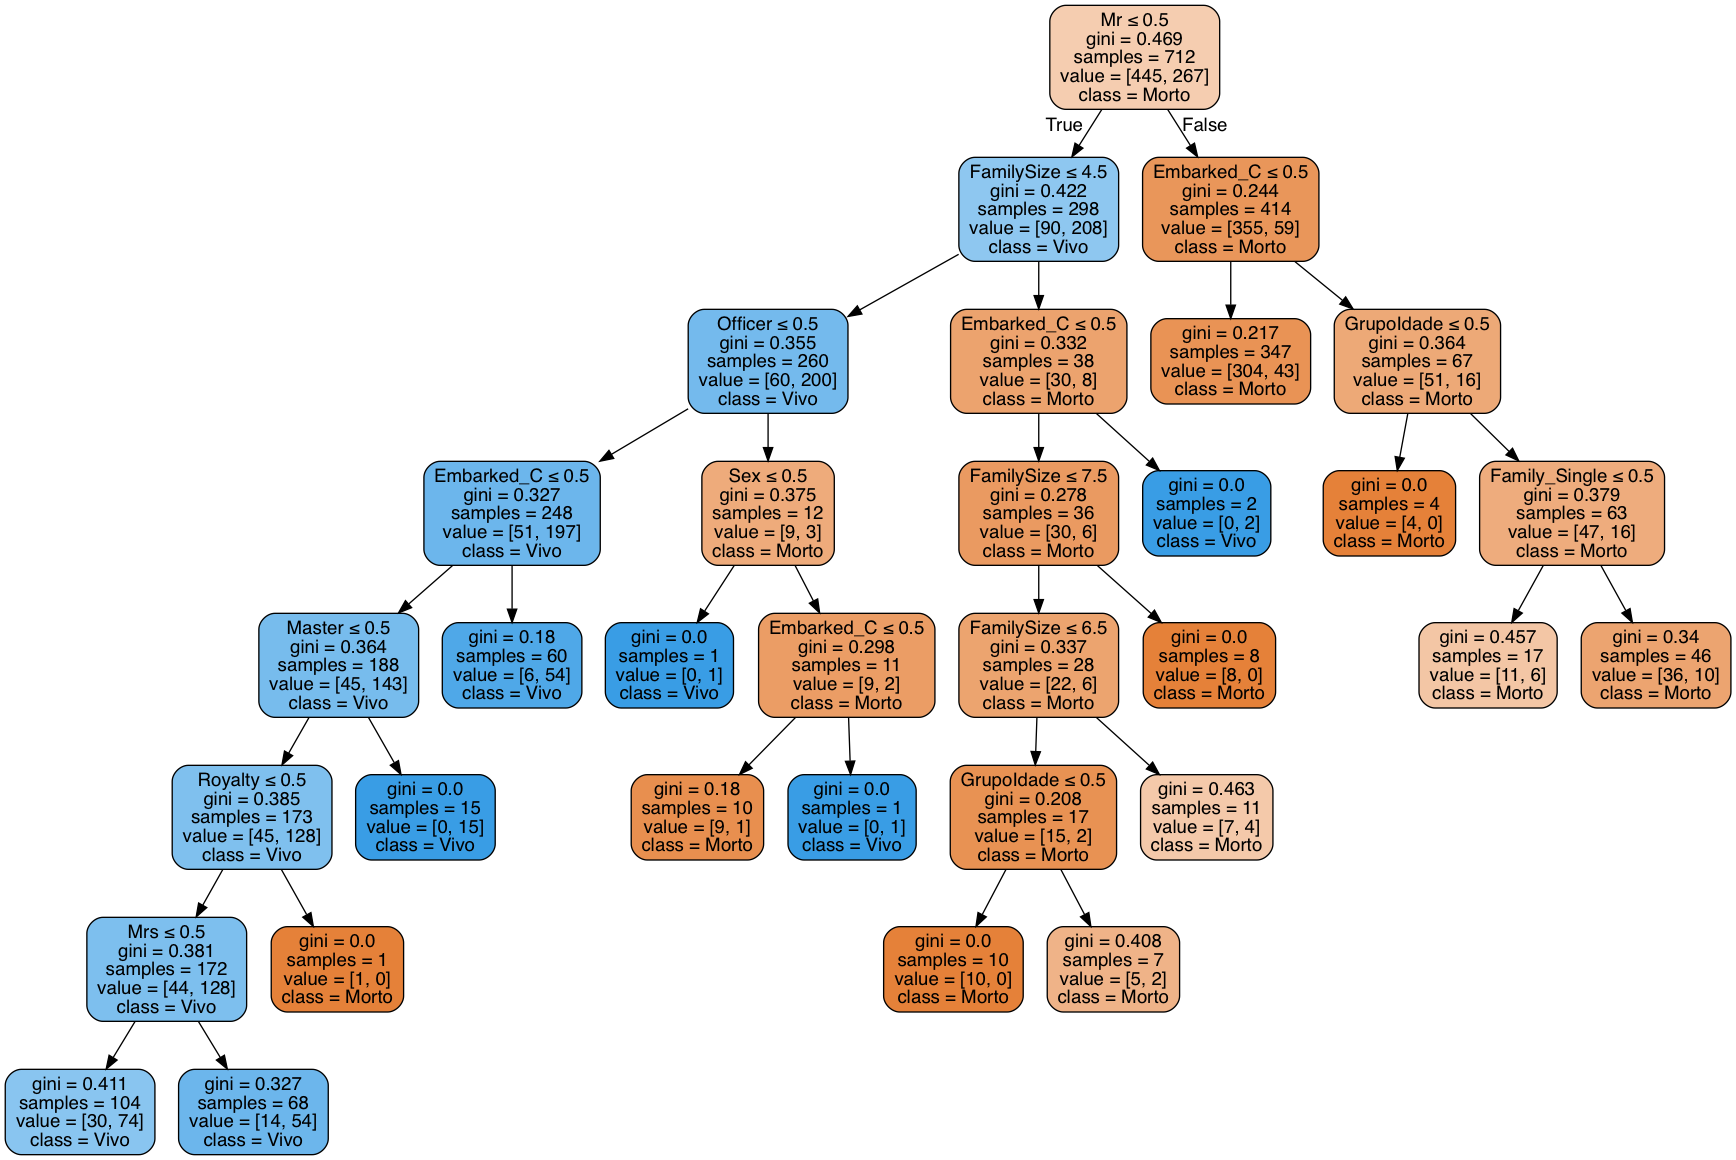 Mr ≤ 0.5
gini = 0.469
samples = 712
value = [445, 267]
class = Morto
True
False
FamilySize ≤ 4.5
gini = 0.422
samples = 298
value = [90, 208]
class = Vivo
Embarked_C ≤ 0.5
gini = 0.244
samples = 414
value = [355, 59]
class = Morto
Officer ≤ 0.5
gini = 0.355
samples = 260
value = [60, 200]
class = Vivo
Embarked_C ≤ 0.5
gini = 0.332
samples = 38
value = [30, 8]
class = Morto
gini = 0.217
samples = 347
value = [304, 43]
class = Morto
GrupoIdade ≤ 0.5
gini = 0.364
samples = 67
value = [51, 16]
class = Morto
Embarked_C ≤ 0.5
gini = 0.327
samples = 248
value = [51, 197]
class = Vivo
Sex ≤ 0.5
gini = 0.375
samples = 12
value = [9, 3]
class = Morto
FamilySize ≤ 7.5
gini = 0.278
samples = 36
value = [30, 6]
class = Morto
gini = 0.0
samples = 2
value = [0, 2]
class = Vivo
gini = 0.0
samples = 4
value = [4, 0]
class = Morto
Family_Single ≤ 0.5
gini = 0.379
samples = 63
value = [47, 16]
class = Morto
Master ≤ 0.5
gini = 0.364
samples = 188
value = [45, 143]
class = Vivo
gini = 0.18
samples = 60
value = [6, 54]
class = Vivo
gini = 0.0
samples = 1
value = [0, 1]
class = Vivo
Embarked_C ≤ 0.5
gini = 0.298
samples = 11
value = [9, 2]
class = Morto
FamilySize ≤ 6.5
gini = 0.337
samples = 28
value = [22, 6]
class = Morto
gini = 0.0
samples = 8
value = [8, 0]
class = Morto
gini = 0.457
samples = 17
value = [11, 6]
class = Morto
gini = 0.34
samples = 46
value = [36, 10]
class = Morto
Royalty ≤ 0.5
gini = 0.385
samples = 173
value = [45, 128]
class = Vivo
gini = 0.0
samples = 15
value = [0, 15]
class = Vivo
gini = 0.18
samples = 10
value = [9, 1]
class = Morto
gini = 0.0
samples = 1
value = [0, 1]
class = Vivo
GrupoIdade ≤ 0.5
gini = 0.208
samples = 17
value = [15, 2]
class = Morto
gini = 0.463
samples = 11
value = [7, 4]
class = Morto
Mrs ≤ 0.5
gini = 0.381
samples = 172
value = [44, 128]
class = Vivo
gini = 0.0
samples = 1
value = [1, 0]
class = Morto
gini = 0.0
samples = 10
value = [10, 0]
class = Morto
gini = 0.408
samples = 7
value = [5, 2]
class = Morto
gini = 0.411
samples = 104
value = [30, 74]
class = Vivo
gini = 0.327
samples = 68
value = [14, 54]
class = Vivo